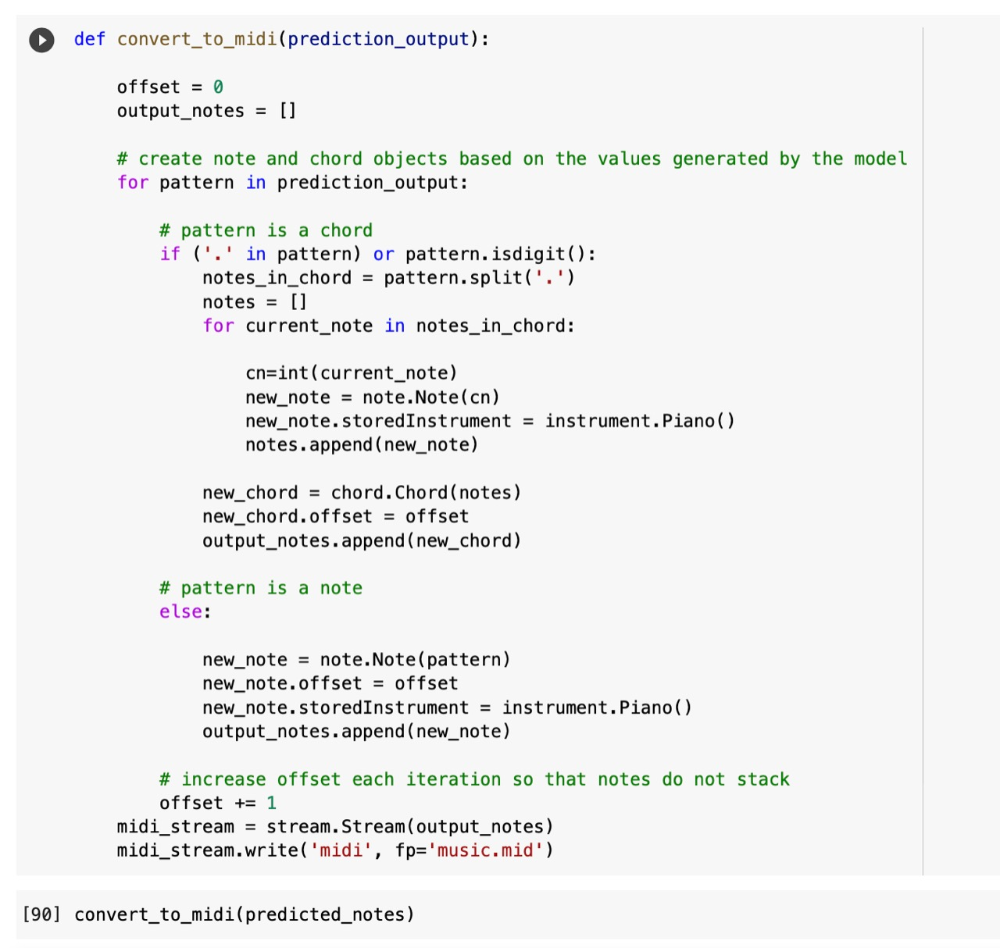 def convert_to_midi(prediction_output):
offset = 0
output_notes = []
# create note and chord objects based on the values generated by the model
for pattern in prediction_output:
# pattern is a chord
if ('.' in pattern) or pattern.isdigit():
notes_in_chord = pattern.split('.')
notes = []
for current_note in notes_in_chord:
cn=int(current_note)
new_note = note.Note(cn)
new_note.storedInstrument = instrument.Piano()
notes.append(new_note)
new_chord = chord.Chord(notes)
new_chord.offset = offset
output_notes.append(new_chord)
# pattern is a note
else:
new_note = note.Note(pattern)
new_note.offset = offset
new_note.storedInstrument = instrument.Piano()
output_notes.append(new_note)
# increase offset each iteration so that notes do not stack
offset += 1
midi_stream = stream.Stream(output_notes)
midi_stream.write('midi', fp='music.mid')
[90] convert_to_midi(predicted_notes)